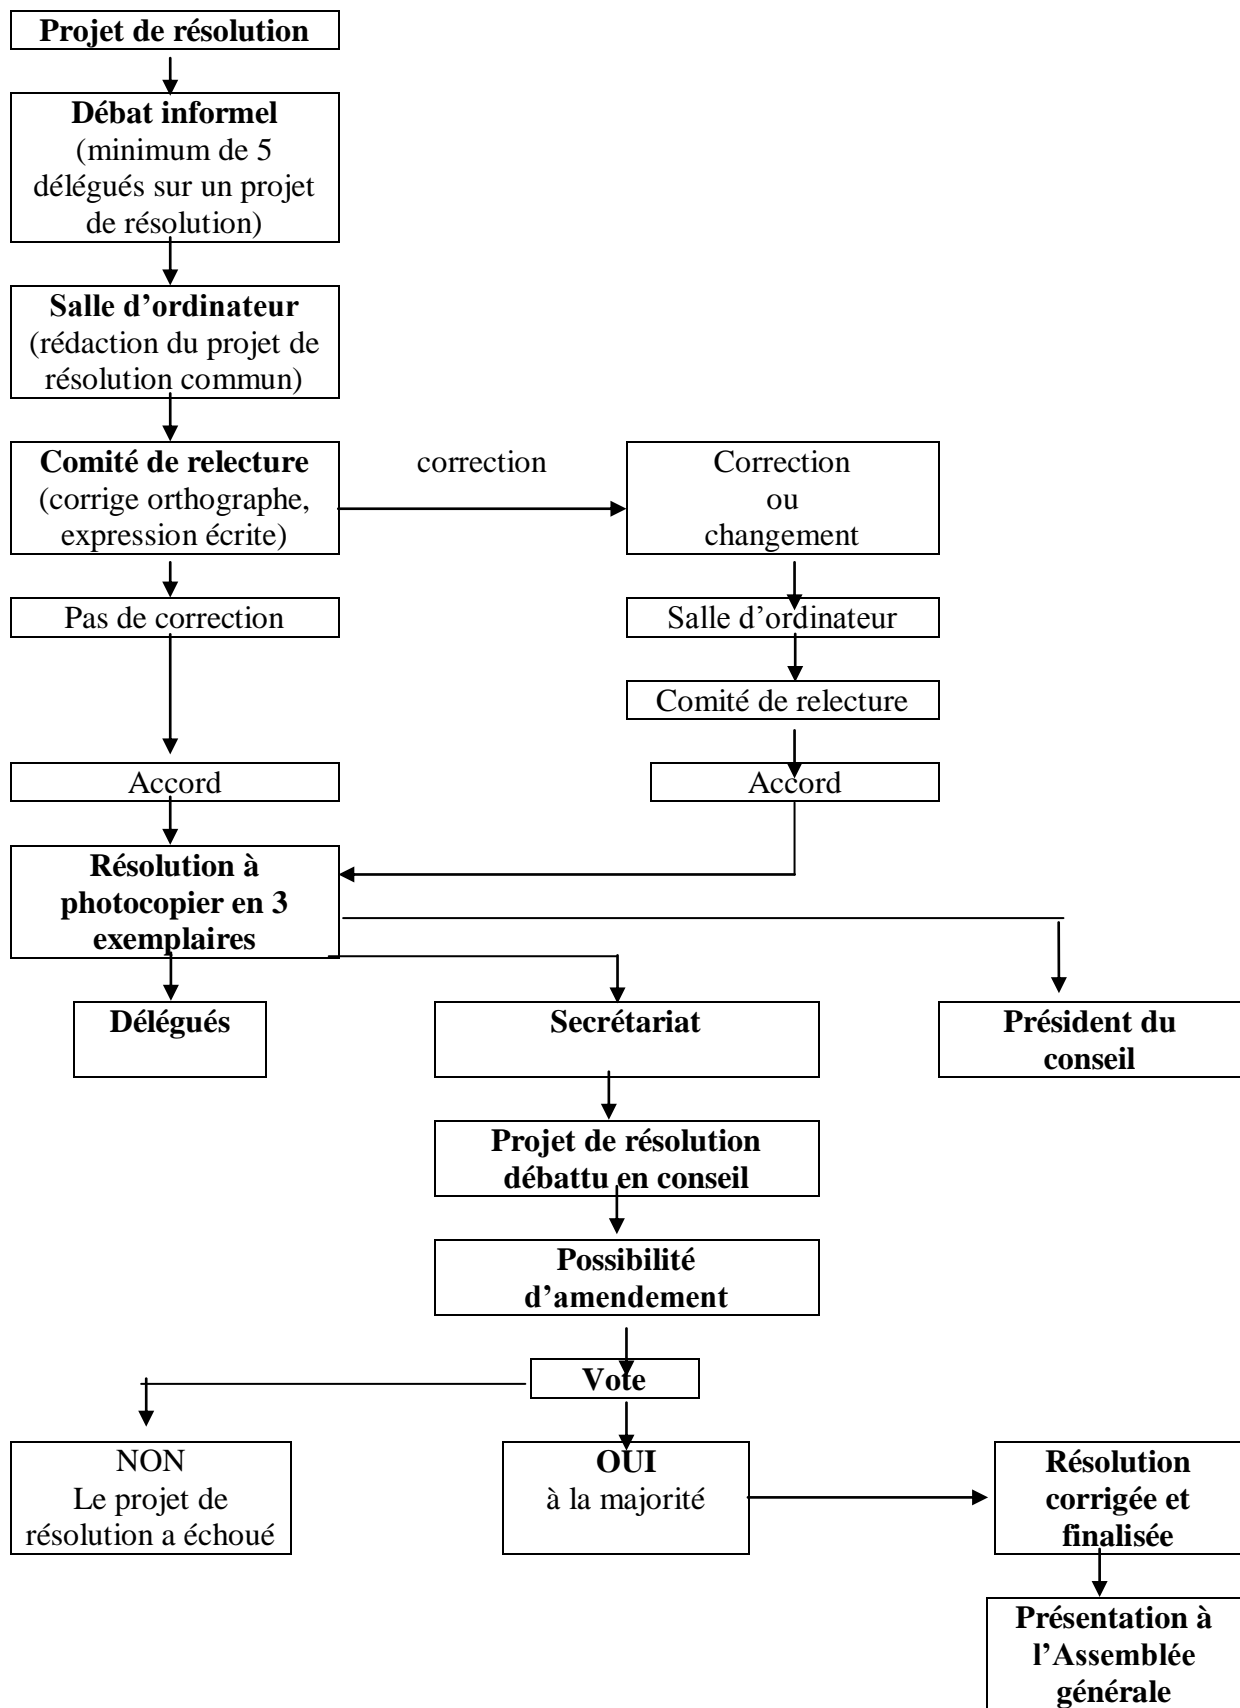 Projet de résolution
Débat informel
(minimum de 5
délégués sur un projet
de résolution)
Salle d’ordinateur
(rédaction du projet de
résolution commun)
Comité de relecture
(corrige orthographe,
expression écrite)
correction
Correction
ou
changement
Pas de correction
Salle d’ordinateur
Comité de relecture
Accord
Accord
Résolution à
photocopier en 3
exemplaires
Délégués
Secrétariat
Président du
conseil
Projet de résolution
débattu en conseil
Possibilité
d’amendement
Vote
NON
Le projet de
résolution a échoué
OUI
à la majorité
Résolution
corrigée et
finalisée
Présentation à
l’Assemblée
générale